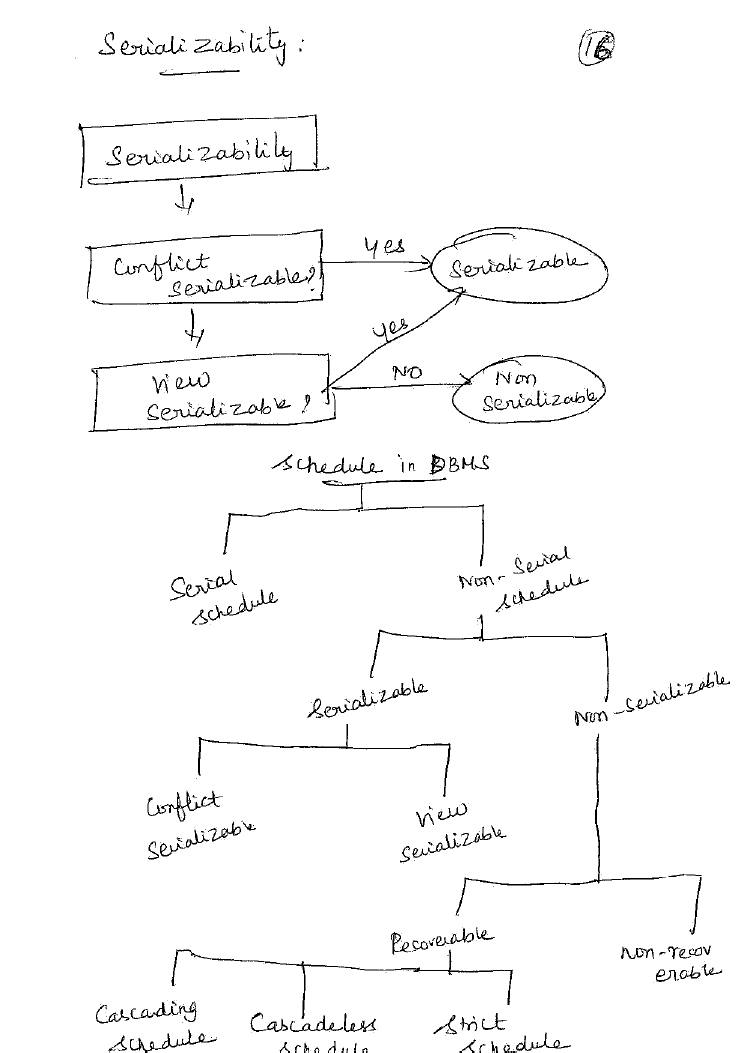 Serializability :
16
Serializability
Conflict
Serializable?
Yes
Serializable
Yes
View
Serializable?
NO
Non
Serializable
Schedule in DBMS
Serial
Schedule
Non-Serial
Schedule
Serializable
Non-Serializable
Conflict
Serializable
View
Serializable
Recoverable
Non-recov
erable
Cascading
Schedule
Cascadeless
Schedule
Strict
Schedule